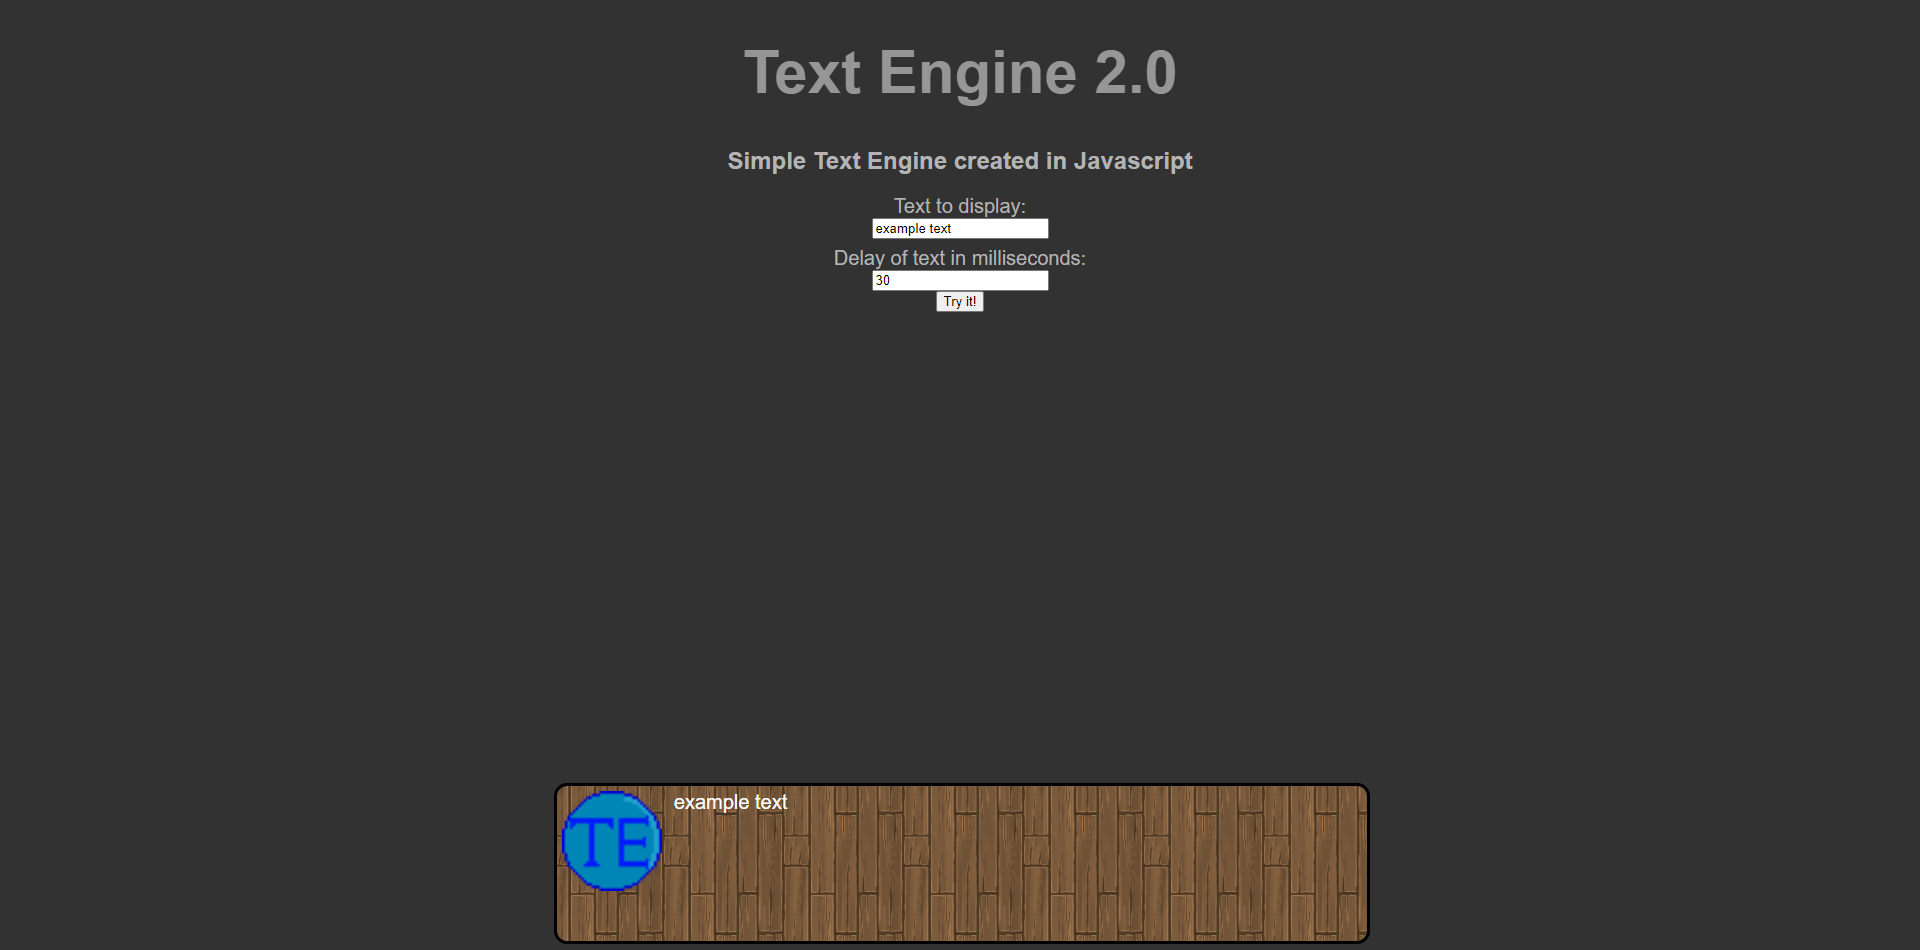 Text Engine 2.0
Simple Text Engine created in Javascript
Text to display:
example text
Delay of text in milliseconds:
30
Try it!
example text
TE